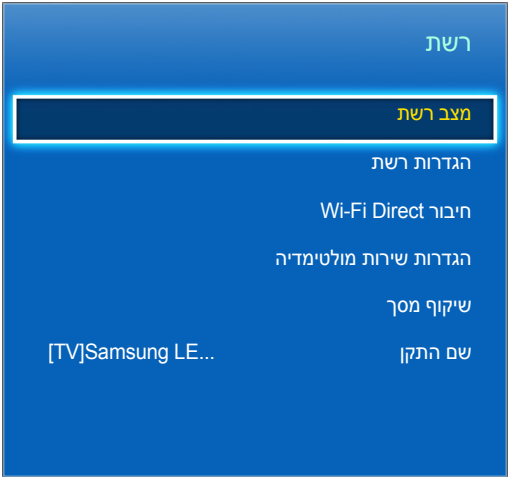 רשת
מצב רשת
הגדרות רשת
חיבור Wi-Fi Direct
הגדרות שירות מולטימדיה
שיקוף מסך
שם התקן [TV]Samsung LE...